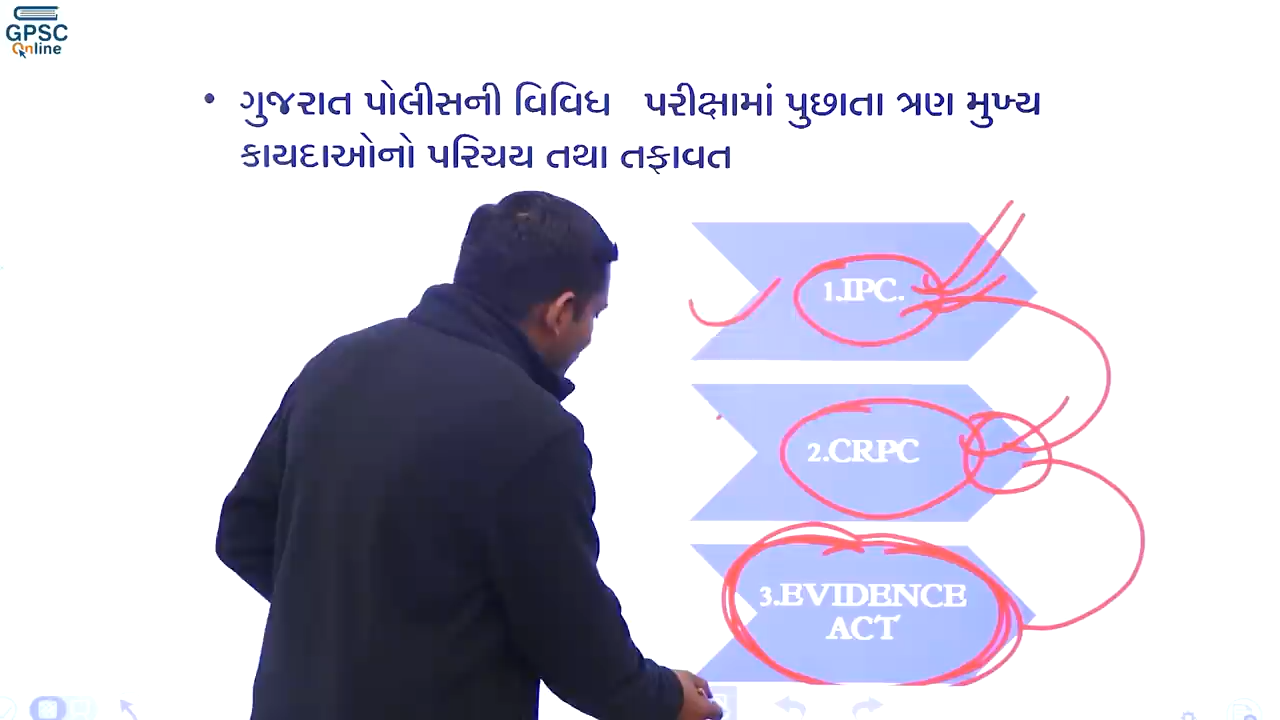 GPSC
Online
• ગુજરાત પોલીસની વિવિધ પરીક્ષામાં પુછાતા ત્રણ મુખ્ય
કાયદાઓનો પરિચય તથા તફાવત
1.IPC.
2.CRPC
3.EVIDENCE
ACT